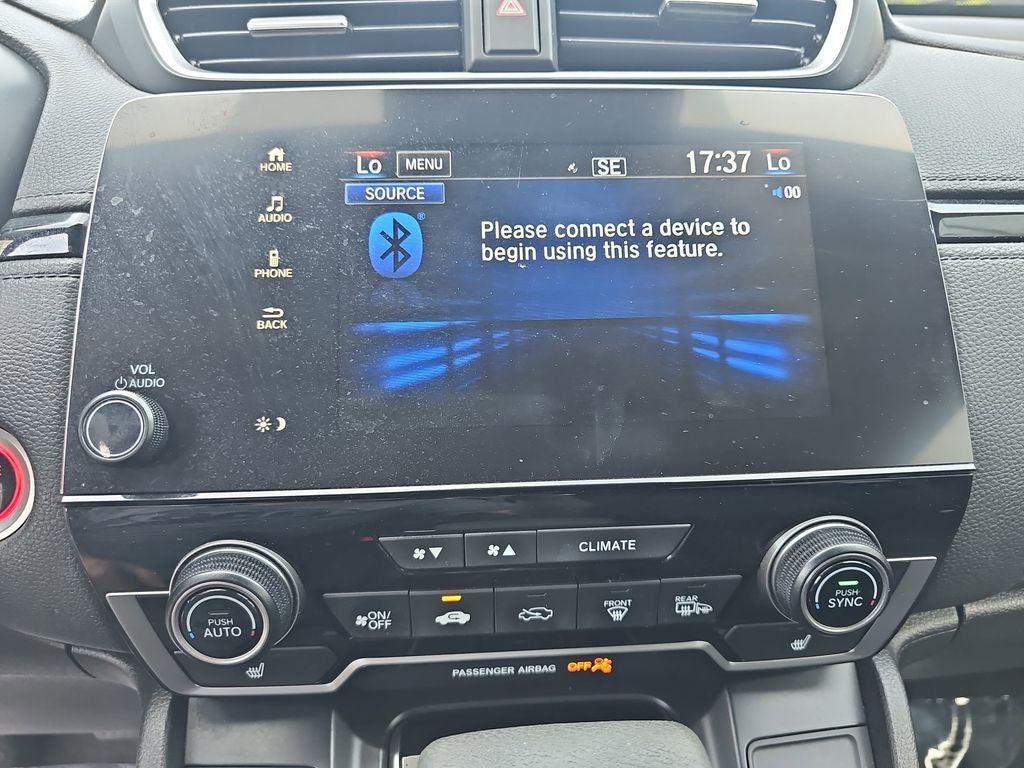 HOME
AUDIO
PHONE
BACK
VOL
AUDIO
Lo MENU SE 17:37 Lo
SOURCE 00
®
Please connect a device to
begin using this feature.
CLIMATE
PUSH
AUTO
ON/
OFF
FRONT
REAR
PUSH
SYNC
PASSENGER AIRBAG OFF